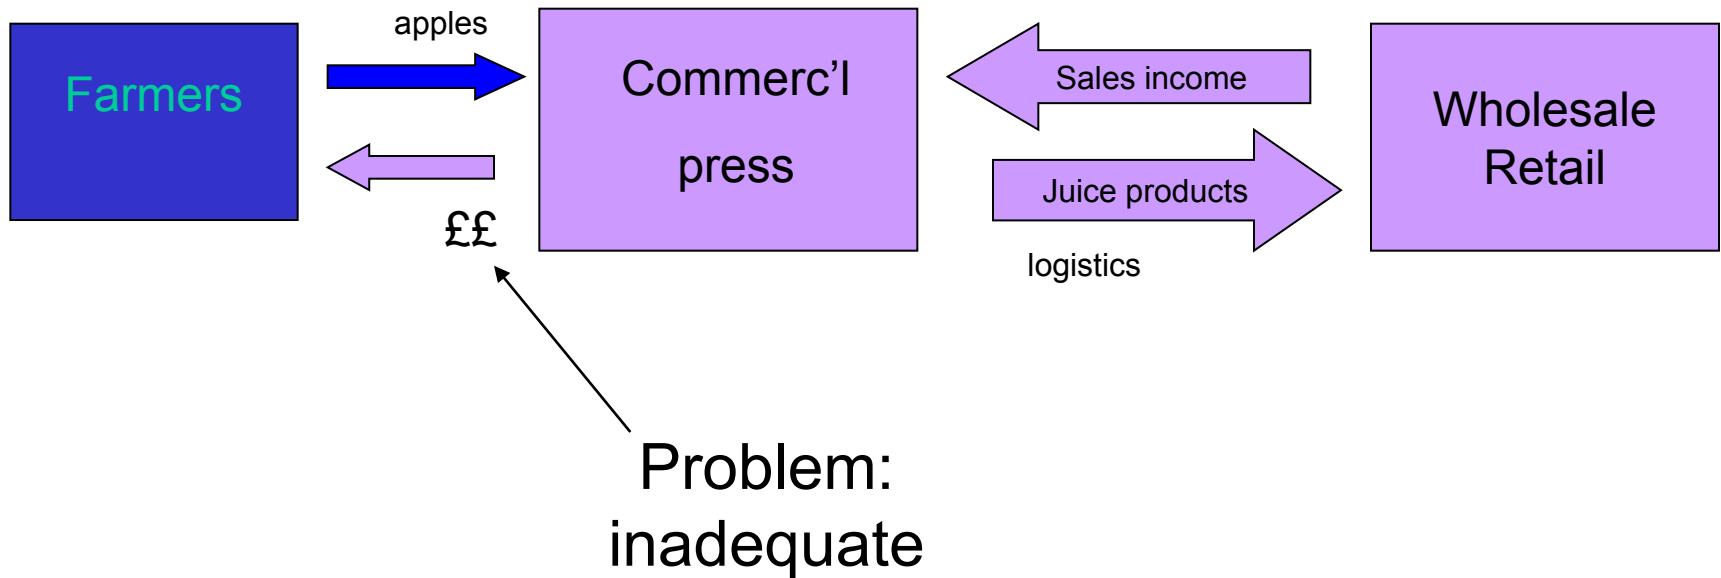 apples
Farmers
Commerc'l
press
££
Sales income
Juice products
logistics
Wholesale
Retail
Problem:
inadequate